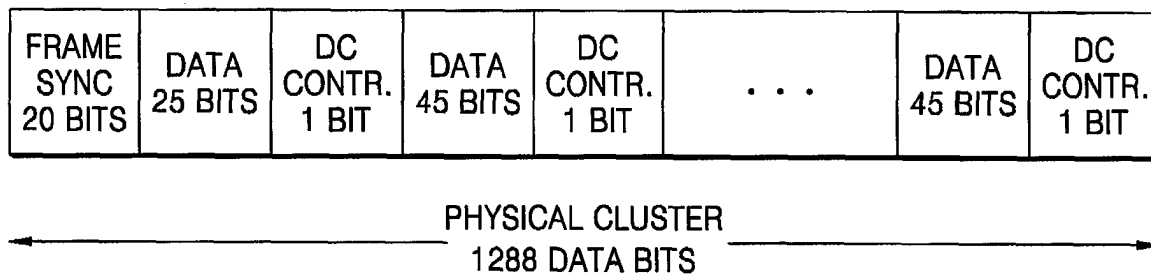 FRAME
SYNC
20 BITS
DATA
25 BITS
DC
CONTR.
1 BIT
DATA
45 BITS
DC
CONTR.
1 BIT
. . .
DATA
45 BITS
DC
CONTR.
1 BIT
PHYSICAL CLUSTER
1288 DATA BITS